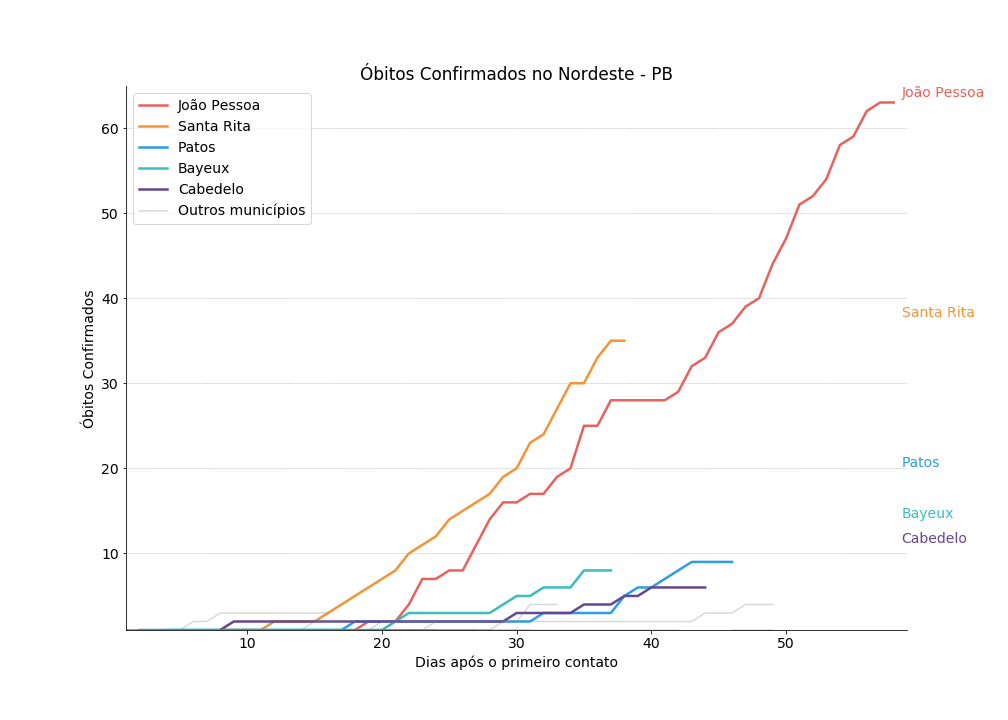 Óbitos Confirmados no Nordeste - PB
João Pessoa
Santa Rita
Patos
Bayeux
Cabedelo
Outros municípios
60
50
40
30
20
10
Óbitos Confirmados
10 20 30 40 50
Dias após o primeiro contato
João Pessoa
Santa Rita
Patos
Bayeux
Cabedelo